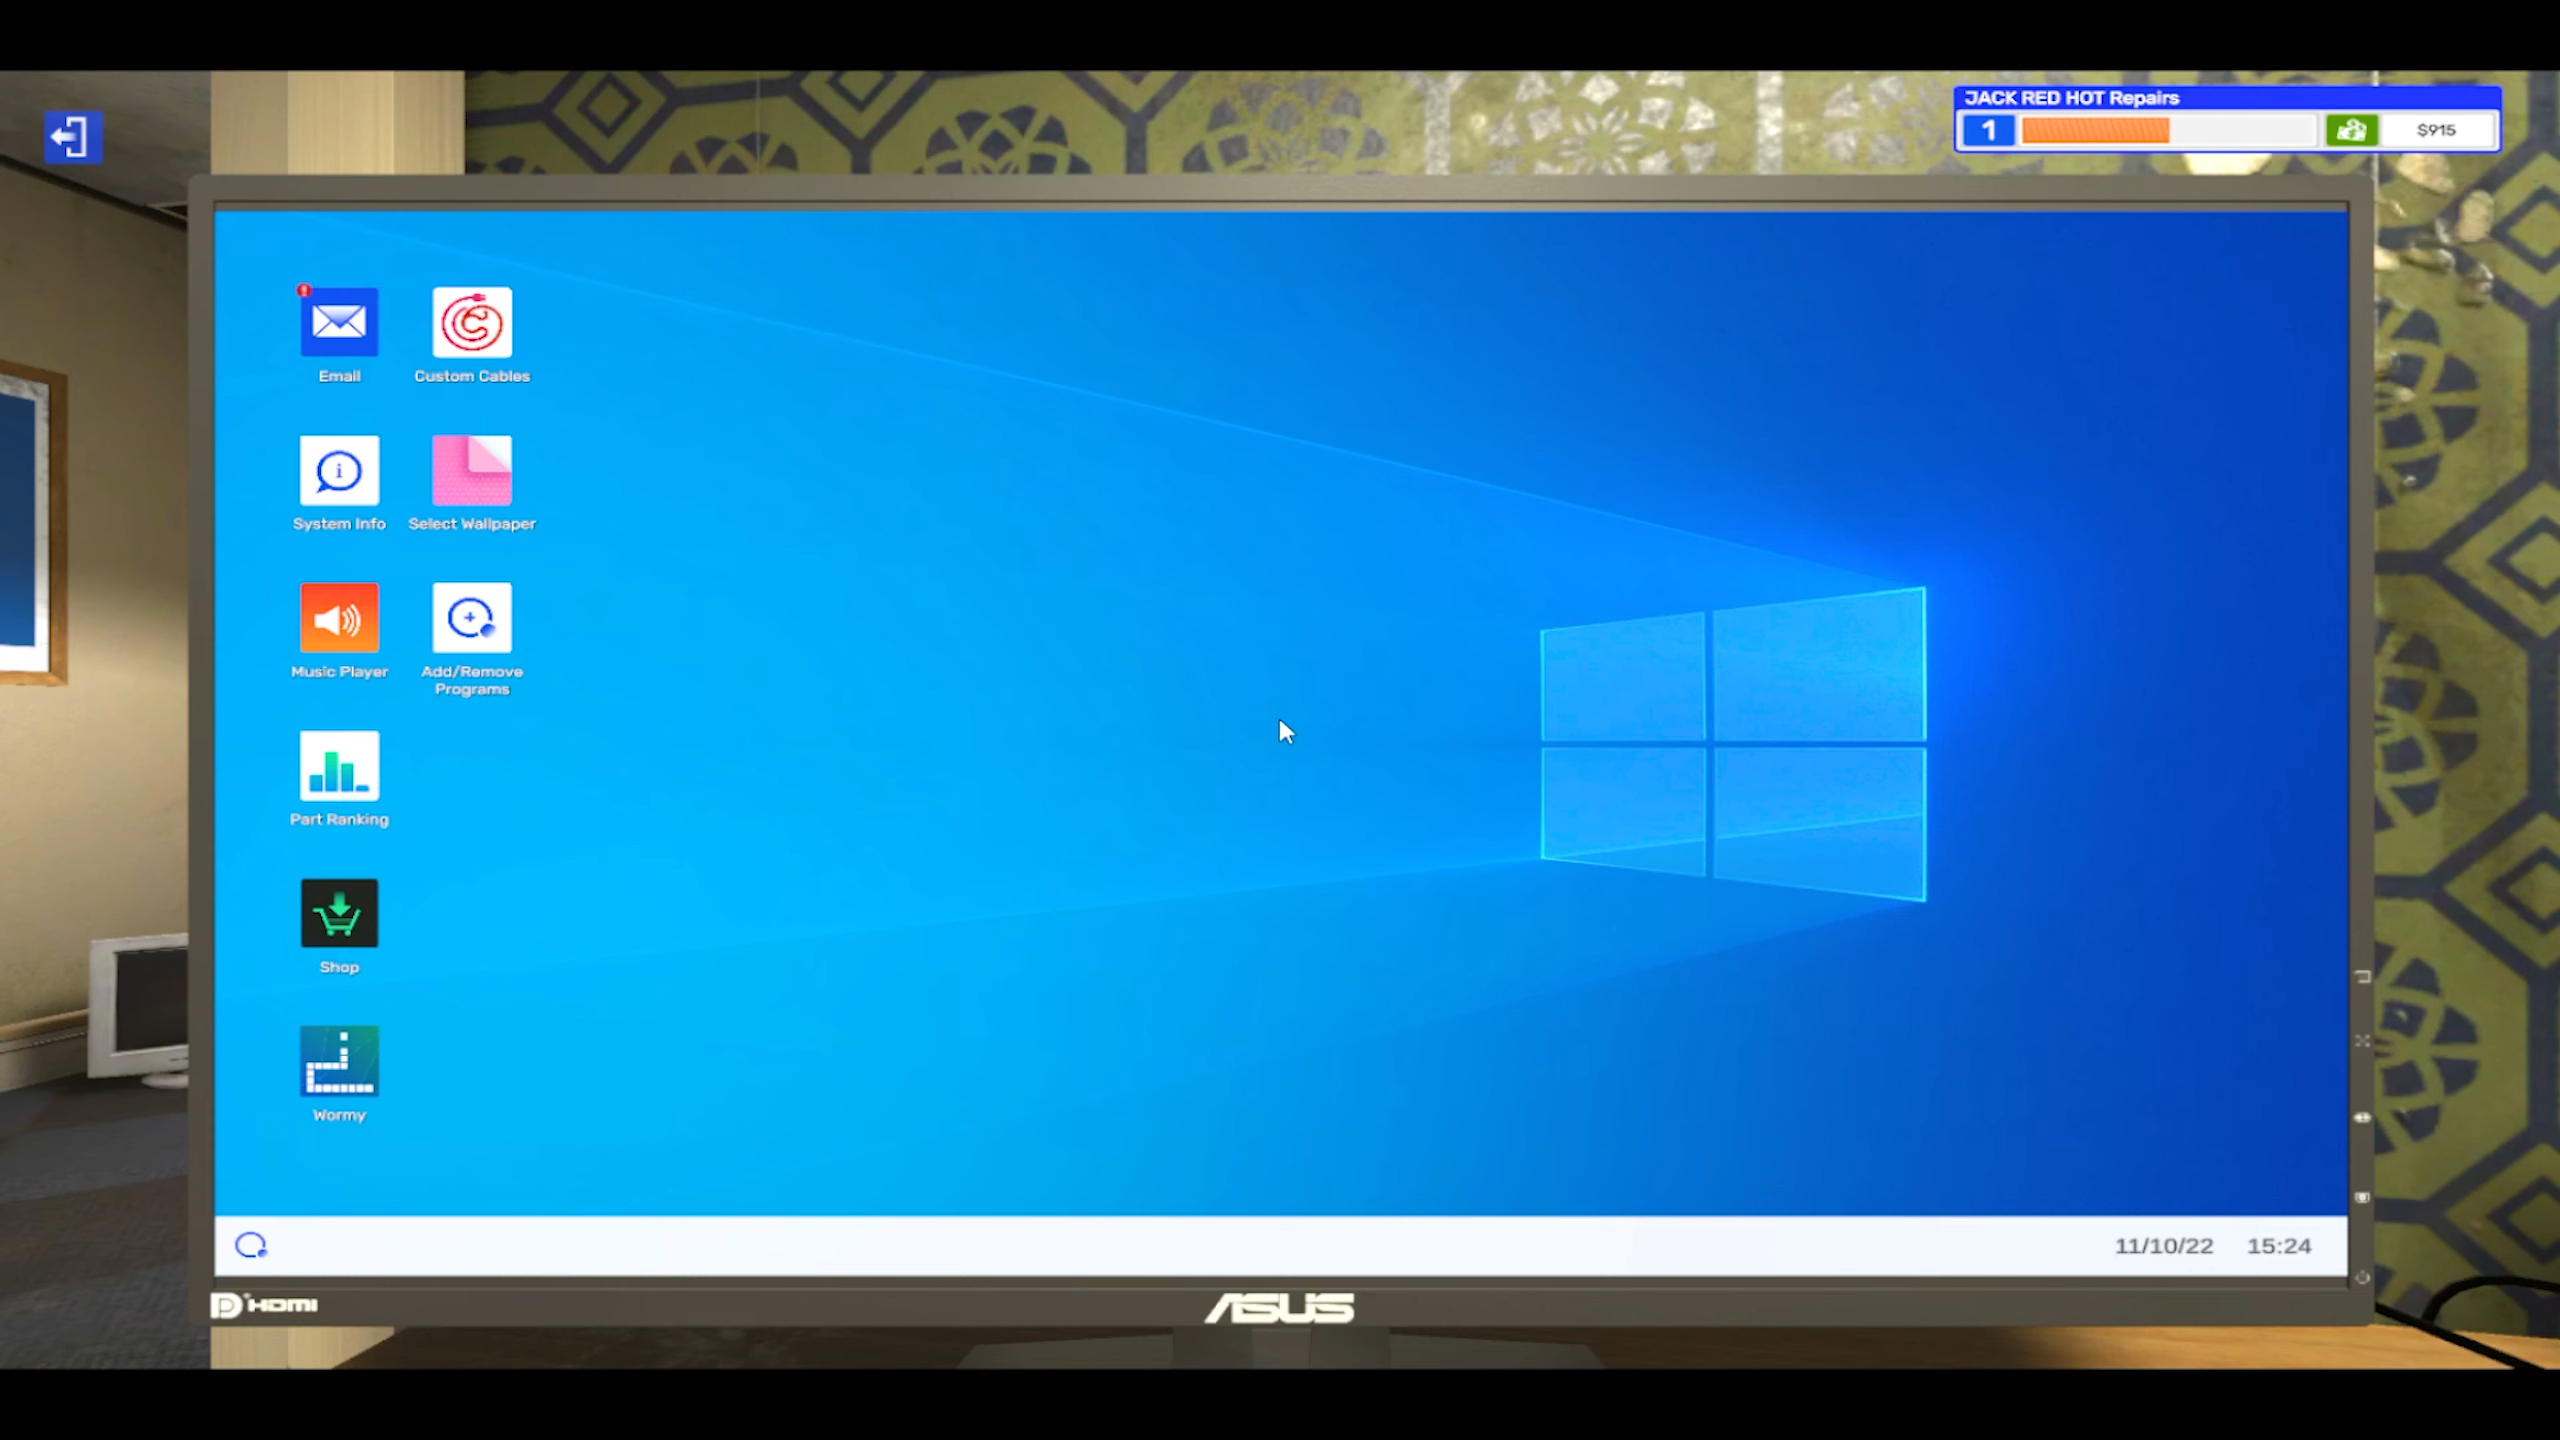 JACK RED HOT Repairs
1
$915
Email
Custom Cables
System Info
Select Wallpaper
Music Player
Add/Remove
Programs
Part Ranking
Shop
Wormy
11/10/22
15:24
HDMI
ASUS